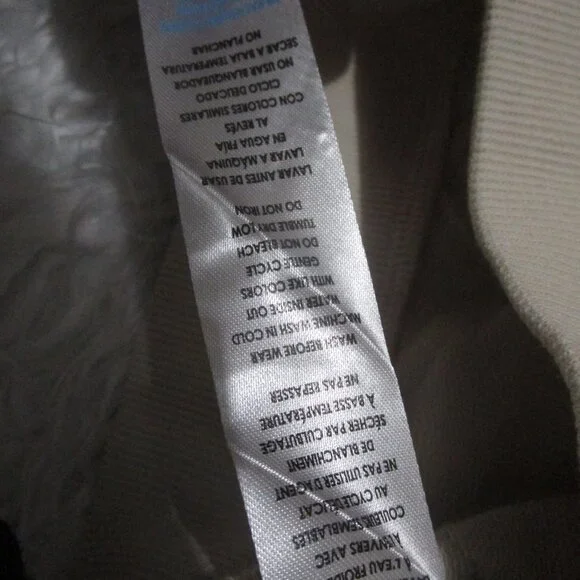 À L'EAU FROIDE
AVEC
COULEURS SEMBLABLES
AU CYCLE DÉLICAT
NE PAS UTILISER D'AGENT
DE BLANCHIMENT
SÉCHER PAR CULBUTAGE
À BASSE TEMPÉRATURE
NE PAS REPASSER
WASH BEFORE WEAR
MACHINE WASH IN COLD
WATER INSIDE OUT
WITH LIKE COLORS
GENTLE CYCLE
DO NOT BLEACH
TUMBLE DRY LOW
DO NOT IRON
LAVAR ANTES DE USAR
LAVAR A MÁQUINA
EN AGUA FRÍA
AL REVÉS
CON COLORES SIMILARES
CICLO DELICADO
NO USAR BLANQUEADOR
SECAR A BAJA TEMPERATURA
NO PLANCHAR